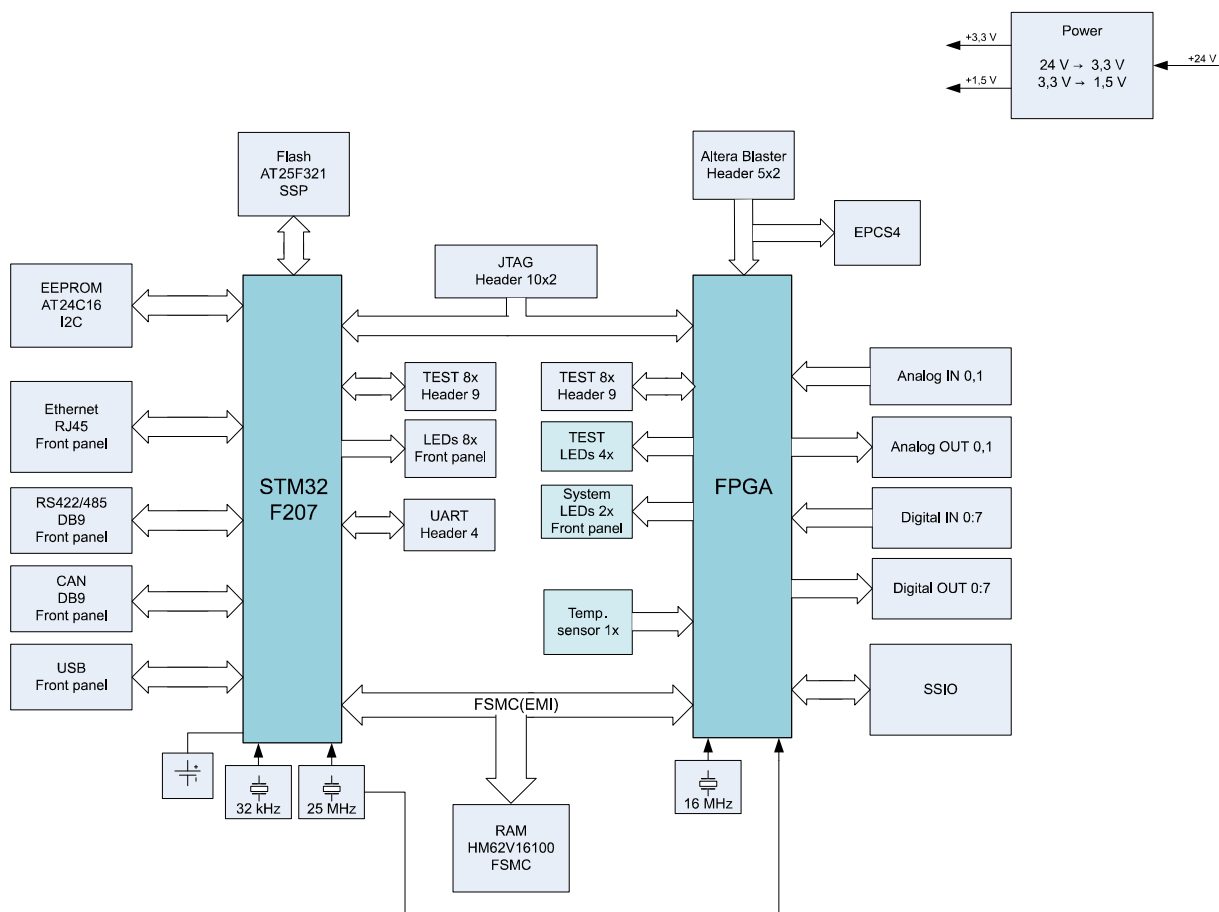 Power
24 V → 3,3 V
3,3 V → 1,5 V
+3,3 V
+1,5 V
+24 V
Flash
AT25F321
SSP
Altera Blaster
Header 5x2
EPCS4
JTAG
Header 10x2
EEPROM
AT24C16
I2C
Ethernet
RJ45
Front panel
RS422/485
DB9
Front panel
CAN
DB9
Front panel
USB
Front panel
STM32
F207
TEST 8x
Header 9
LEDs 8x
Front panel
UART
Header 4
TEST 8x
Header 9
TEST
LEDs 4x
System
LEDs 2x
Front panel
Temp.
sensor 1x
FPGA
Analog IN 0,1
Analog OUT 0,1
Digital IN 0:7
Digital OUT 0:7
SSIO
FSMC(EMI)
+
-
32 kHz
25 MHz
16 MHz
RAM
HM62V16100
FSMC